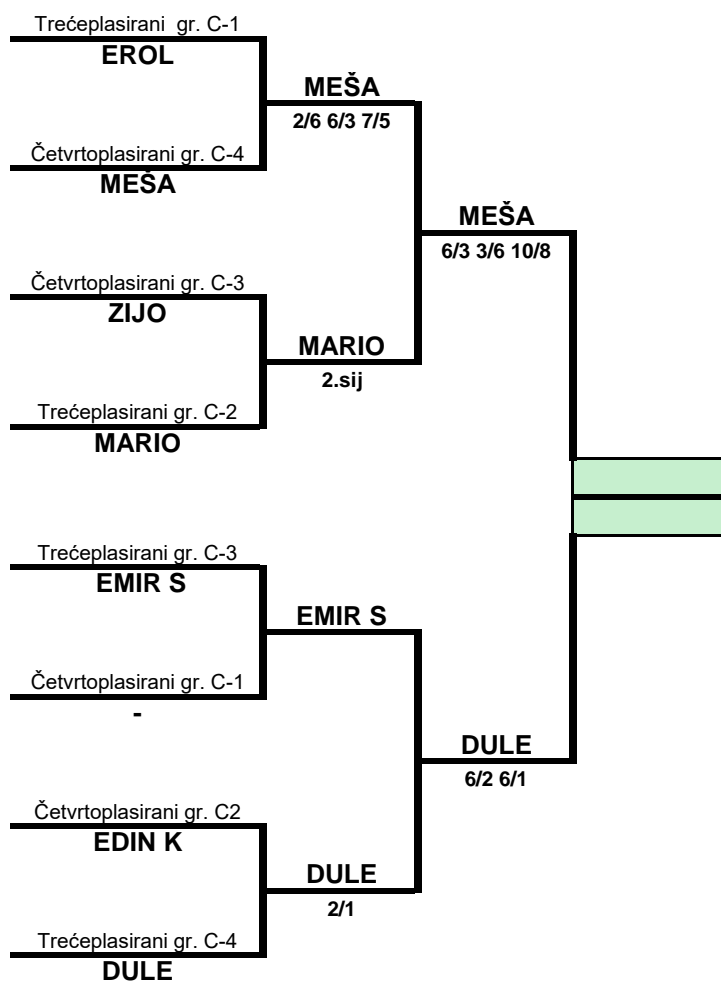 Trećeplasirani  gr. C-1
EROL
MEŠA
2/6 6/3 7/5
Četvrtoplasirani gr. C-4
MEŠA
MEŠA
6/3 3/6 10/8
Četvrtoplasirani gr. C-3
ZIJO
MARIO
2.sij
Trećeplasirani gr. C-2
MARIO
Trećeplasirani gr. C-3
EMIR S
EMIR S
Četvrtoplasirani gr. C-1
-
DULE
6/2 6/1
Četvrtoplasirani gr. C2
EDIN K
DULE
2/1
Trećeplasirani gr. C-4
DULE